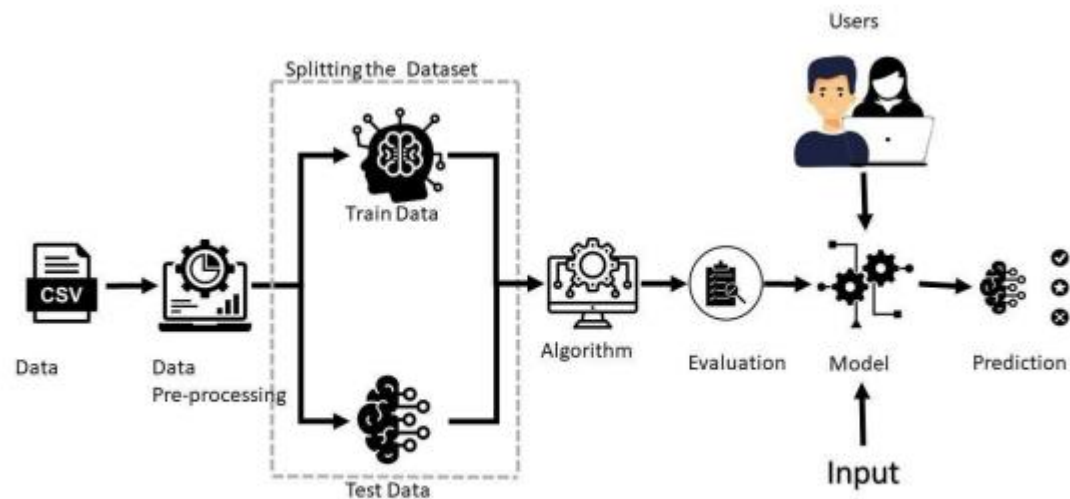 Users
Splitting the Dataset
Train Data
CSV
Data
Data
Pre-processing
Algorithm
Evaluation
Model
Prediction
Input
Test Data